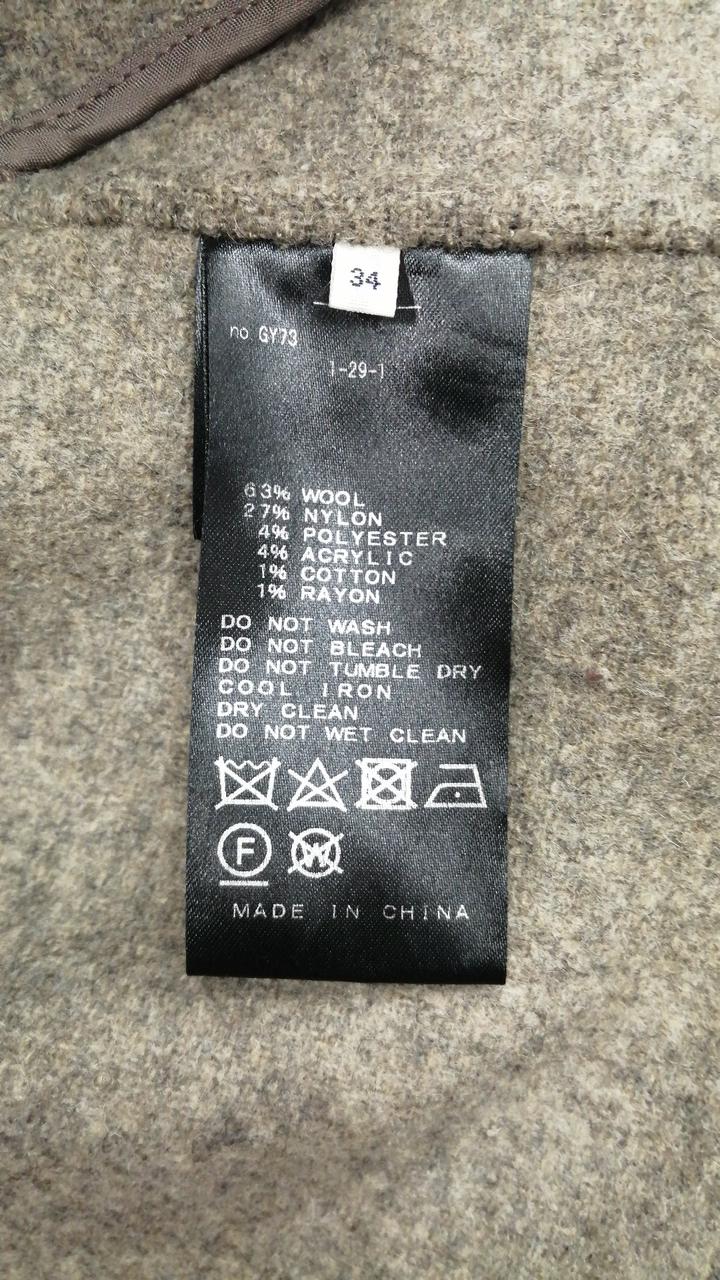 34
no GY73
1-29-1
63% WOOL
27% NYLON
4% POLYESTER
4% ACRYLIC
1% COTTON
1% RAYON
DO NOT WASH
DO NOT BLEACH
DO NOT TUMBLE DRY
COOL IRON
DRY CLEAN
DO NOT WET CLEAN
F W
MADE IN CHINA